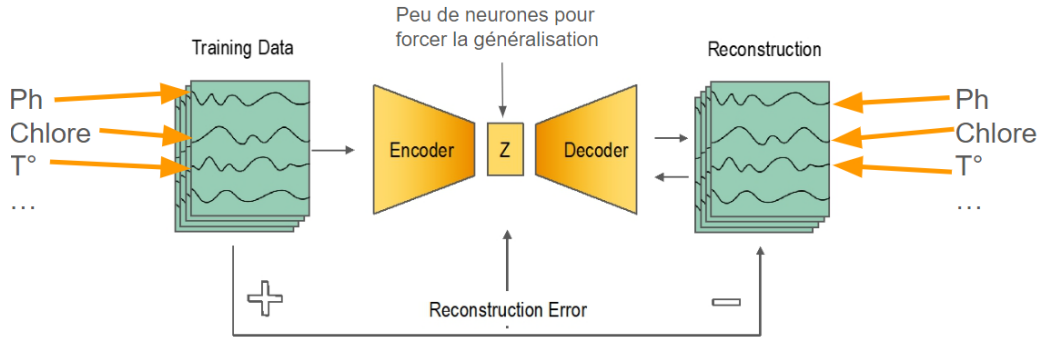 Peu de neurones pour
forcer la généralisation
Training Data
Reconstruction
Ph
Chlore
T°
...
Encoder
Z
Decoder
Ph
Chlore
T°
...
+
Reconstruction Error
−